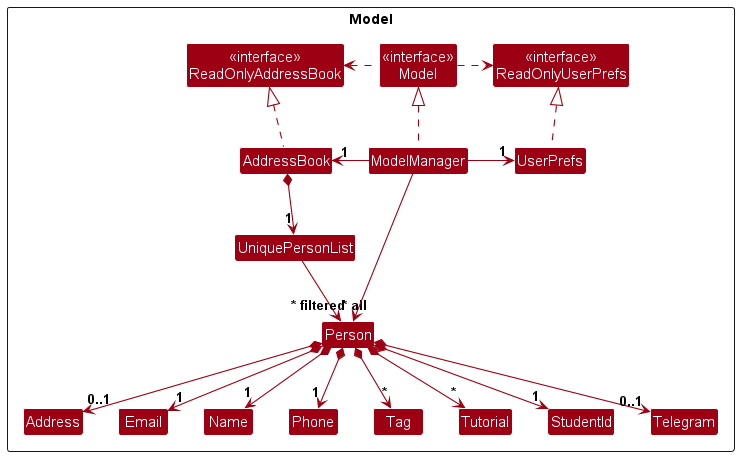 Model
«interface»
ReadOnlyAddressBook
«interface»
Model
«interface»
ReadOnlyUserPrefs
AddressBook
1
ModelManager
1
UserPrefs
1
UniquePersonList
* filtered
* all
Person
0..1
1
1
1
*
*
1
0..1
Address
Email
Name
Phone
Tag
Tutorial
StudentId
Telegram